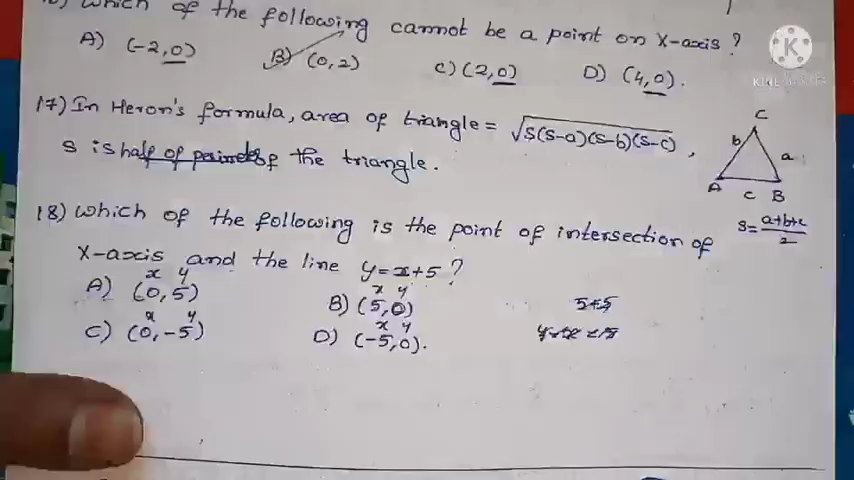 which of the following cannot be a point on X-axis ?
A) (-2,0) B) (0,2) C) (2,0) D) (4,0).
17) In Heron's formula, area of triangle = √S(S-a)(S-b)(S-c) ,
S is half of the triangle.
C
b a
A c B
S = a+b+c/2
18) Which of the following is the point of intersection of
X-axis and the line y=x+5 ?
x y
A) (0,5)
x y
B) (5,0)
x y
C) (0,-5)
x y
D) (-5,0).
K
KINEMASTER